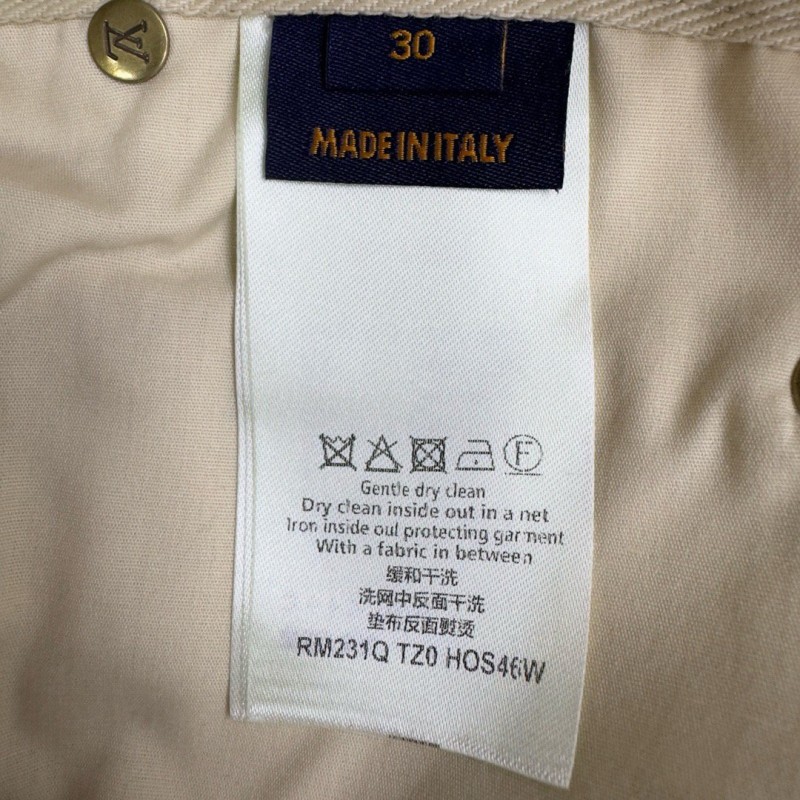 30
MADE IN ITALY
F
Gentle dry clean
Dry clean inside out in a net
Iron inside out protecting garment
With a fabric in between
缓和干洗
洗网中反面干洗
垫布反面熨烫
RM231Q TZ0 HOS46W